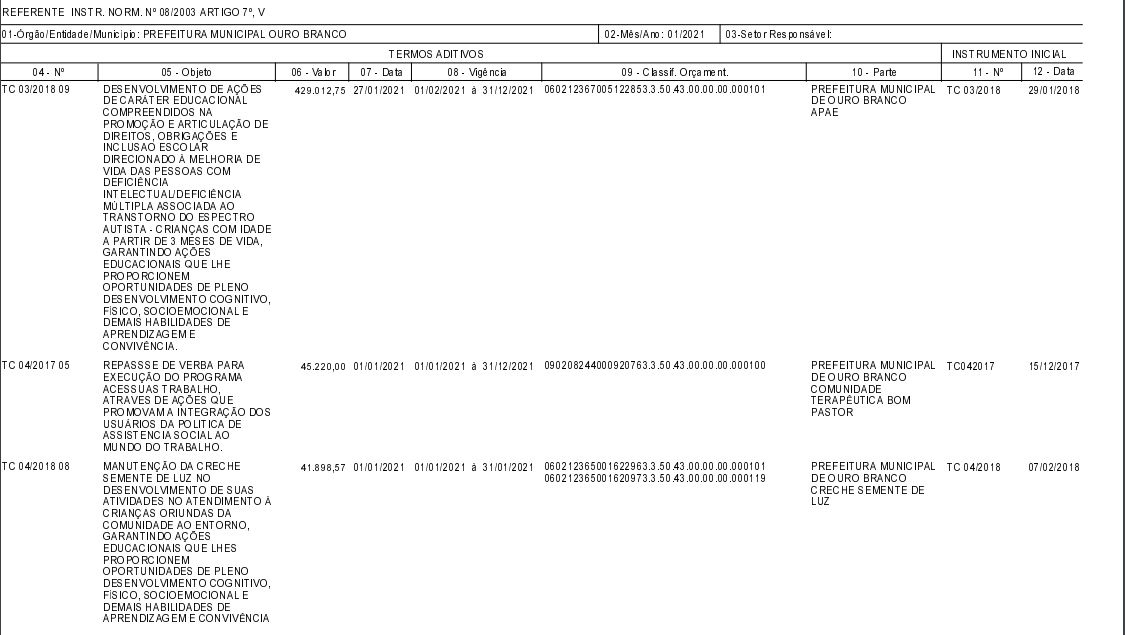 REFERENTE INSTR. NORM. Nº 08/2003 ARTIGO 7º, V
01-Órgão/Entidade/Município: PREFEITURA MUNICIPAL OURO BRANCO 02-Mês/Ano: 01/2021 03-Setor Responsável:
TERMOS ADITIVOS INSTRUMENTO INICIAL
04 - Nº 05 - Objeto 06 - Valor 07 - Data 08 - Vigência 09 - Classif. Orçament. 10 - Parte 11 - Nº 12 - Data
TC 03/2018 09 DESENVOLVIMENTO DE AÇÕES 429.012,75 27/01/2021 01/02/2021 à 31/12/2021 060212367005122853.3.50.43.00.00.00.000101 PREFEITURA MUNICIPAL TC 03/2018 29/01/2018
DE CARÁTER EDUCACIONAL DE OURO BRANCO
COMPREENDIDOS NA APAE
PROMOÇÃO E ARTICULAÇÃO DE
DIREITOS, OBRIGAÇÕES E
INCLUSAO ESCOLAR
DIRECIONADO À MELHORIA DE
VIDA DAS PESSOAS COM
DEFICIÊNCIA
INTELECTUAL/DEFICIÊNCIA
MÚLTIPLA ASSOCIADA AO
TRANSTORNO DO ESPECTRO
AUTISTA - CRIANÇAS COM IDADE
A PARTIR DE 3 MESES DE VIDA,
GARANTINDO AÇÕES
EDUCACIONAIS QUE LHE
PROPORCIONEM
OPORTUNIDADES DE PLENO
DESENVOLVIMENTO COGNITIVO,
FÍSICO, SOCIOEMOCIONAL E
DEMAIS HABILIDADES DE
APRENDIZAGEM E
CONVIVÊNCIA.
TC 04/2017 05 REPASSSE DE VERBA PARA 45.220,00 01/01/2021 01/01/2021 à 31/12/2021 090208244000920763.3.50.43.00.00.00.000100 PREFEITURA MUNICIPAL TC042017 15/12/2017
EXECUÇÃO DO PROGRAMA DE OURO BRANCO
ACESSUAS TRABALHO, COMUNIDADE
ATRAVES DE AÇÕES QUE TERAPÊUTICA BOM
PROMOVAM A INTEGRAÇÃO DOS PASTOR
USUÁRIOS DA POLITICA DE
ASSISTENCIA SOCIAL AO
MUNDO DO TRABALHO.
TC 04/2018 08 MANUTENÇÃO DA CRECHE 41.898,57 01/01/2021 01/01/2021 à 31/01/2021 060212365001622963.3.50.43.00.00.00.000101 PREFEITURA MUNICIPAL TC 04/2018 07/02/2018
SEMENTE DE LUZ NO 060212365001620973.3.50.43.00.00.00.000119 DE OURO BRANCO
DESENVOLVIMENTO DE SUAS CRECHE SEMENTE DE
ATIVIDADES NO ATENDIMENTO À LUZ
CRIANÇAS ORIUNDAS DA
COMUNIDADE AO ENTORNO,
GARANTINDO AÇÕES
EDUCACIONAIS QUE LHES
PROPORCIONEM
OPORTUNIDADES DE PLENO
DESENVOLVIMENTO COGNITIVO,
FÍSICO, SOCIOEMOCIONAL E
DEMAIS HABILIDADES DE
APRENDIZAGEM E CONVIVÊNCIA